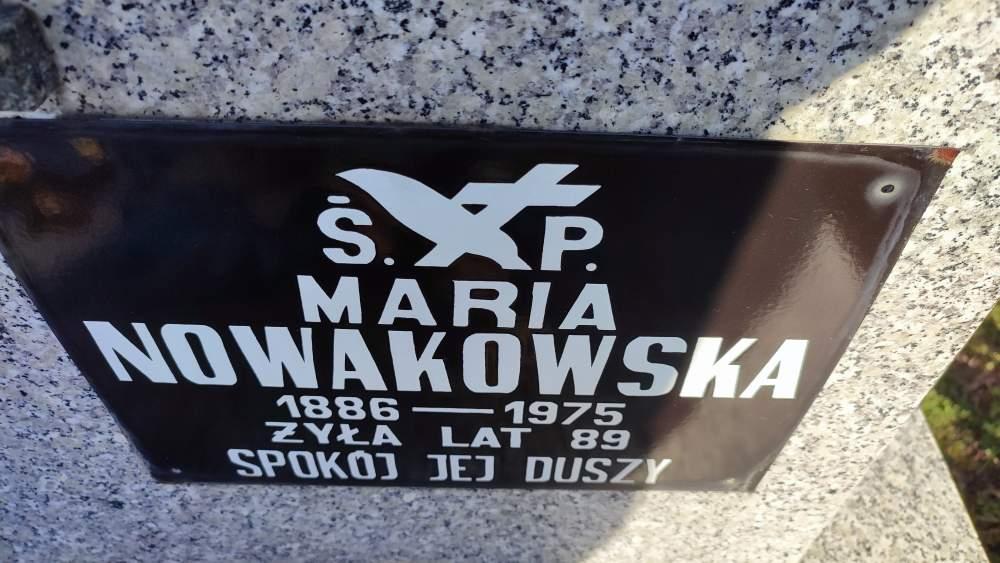 Ś. P.
MARIA
NOWAKOWSKA
1886 — 1975
ŻYŁA LAT 89
SPOKÓJ JEJ DUSZY